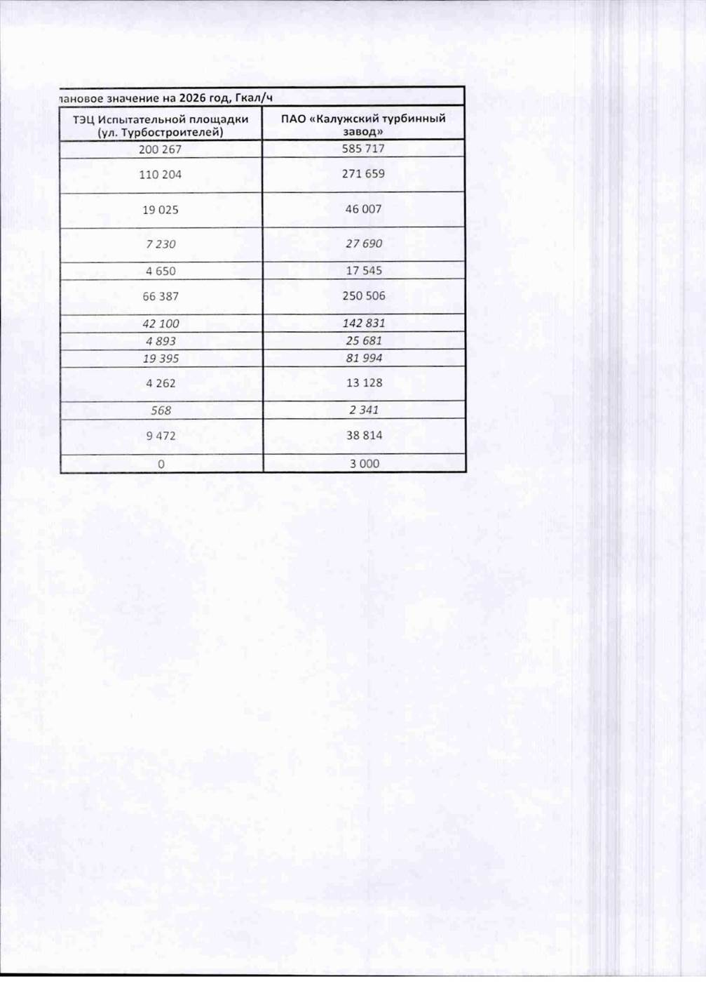 лановое значение на 2026 год, Гкал/ч
ТЭЦ Испытательной площадки (ул. Турбостроителей) ПАО «Калужский турбинный завод»
200 267 585 717
110 204 271 659
19 025 46 007
7 230 27 690
4 650 17 545
66 387 250 506
42 100 142 831
4 893 25 681
19 395 81 994
4 262 13 128
568 2 341
9 472 38 814
0 3 000